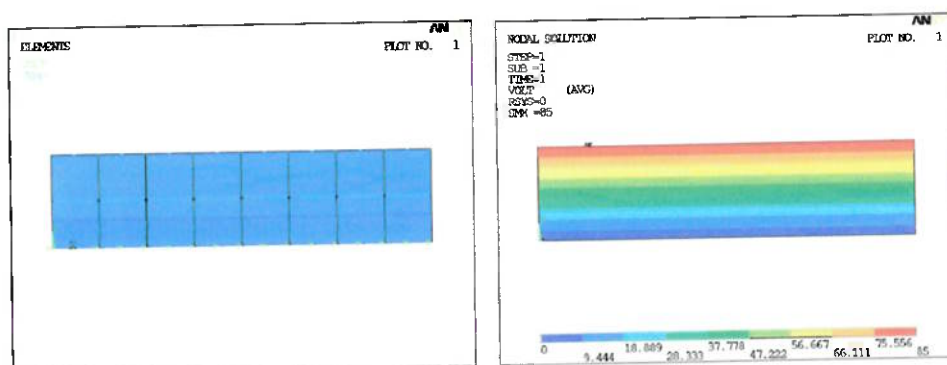 AN
ELEMENTS
PLOT NO. 1
AN
NODAL SOLUTION
PLOT NO. 1
STEP=1
SUB =1
TIME=1
VOLT (AVG)
RSYS=0
SMX =85
MX
0
9.444
18.889
28.333
37.778
47.222
56.667
66.111
75.556
85